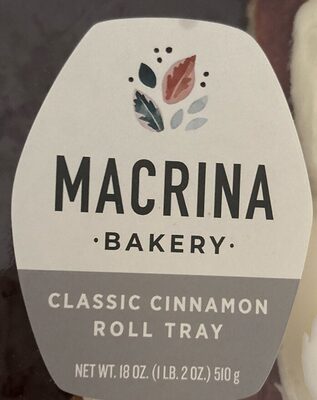 MACRINA
·BAKERY·
CLASSIC CINNAMON
ROLL TRAY
NET WT. 18 OZ. (1 LB. 2 OZ.) 510 g